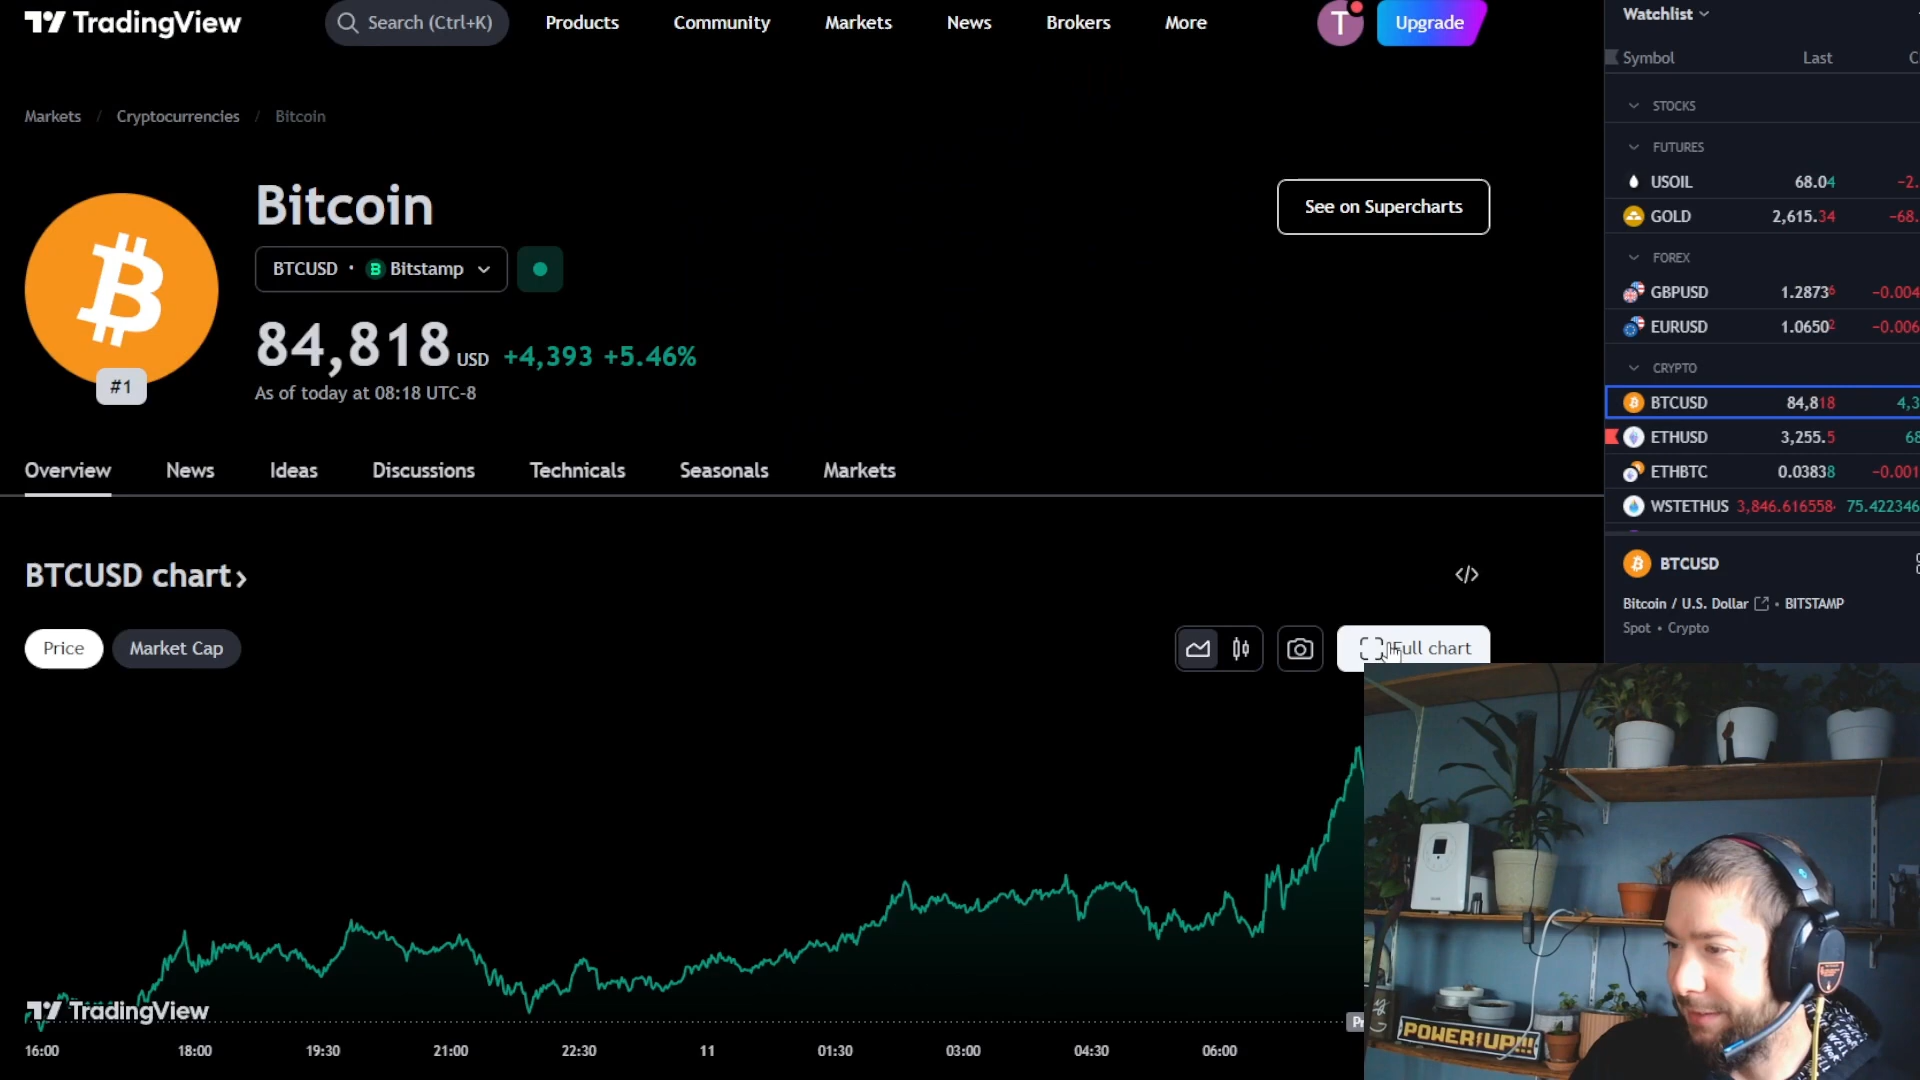 TradingView
Search (Ctrl+K)
Products
Community
Markets
News
Brokers
More
T
Upgrade
Markets / Cryptocurrencies / Bitcoin
Bitcoin
See on Supercharts
BTCUSD • Bitstamp
84,818 USD +4,393 +5.46%
#1
As of today at 08:18 UTC-8
Overview
News
Ideas
Discussions
Technicals
Seasonals
Markets
BTCUSD chart
</>
Price
Market Cap
Full chart
TradingView
16:00
18:00
19:30
21:00
22:30
11
01:30
03:00
04:30
06:00
Watchlist
Symbol Last
STOCKS
FUTURES
USOIL 68.04 −2.
GOLD 2,615.34 −68.
FOREX
GBPUSD 1.28736 −0.004
EURUSD 1.06502 −0.006
CRYPTO
BTCUSD 84,818 4,3
ETHUSD 3,255.5 68
ETHBTC 0.03838 −0.001
WSTETHUS 3,846.616558 75.422346
BTCUSD
Bitcoin / U.S. Dollar • BITSTAMP
Spot • Crypto
POWER UP!!!